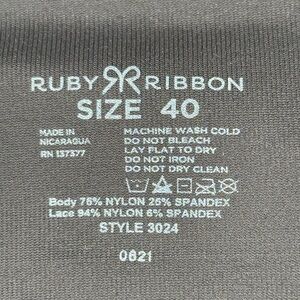 RUBY RIBBON
SIZE 40
MADE IN
NICARAGUA
RN 137377
MACHINE WASH COLD
DO NOT BLEACH
LAY FLAT TO DRY
DO NOT IRON
DO NOT DRY CLEAN
Body 75% NYLON 25% SPANDEX
Lace 94% NYLON 6% SPANDEX
STYLE 3024
0621